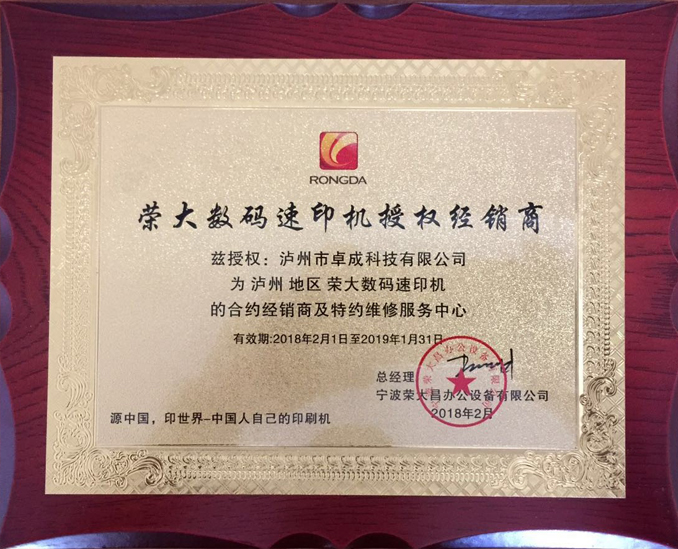 RONGDA
荣大数码速印机授权经销商
兹授权：泸州市卓成科技有限公司
为 泸州 地区 荣大数码速印机
的合约经销商及特约维修服务中心
有效期:2018年2月1日至2019年1月31日
总经理
宁波荣大昌办公设备有限公司
2018年2月
源中国，印世界-中国人自己的印刷机